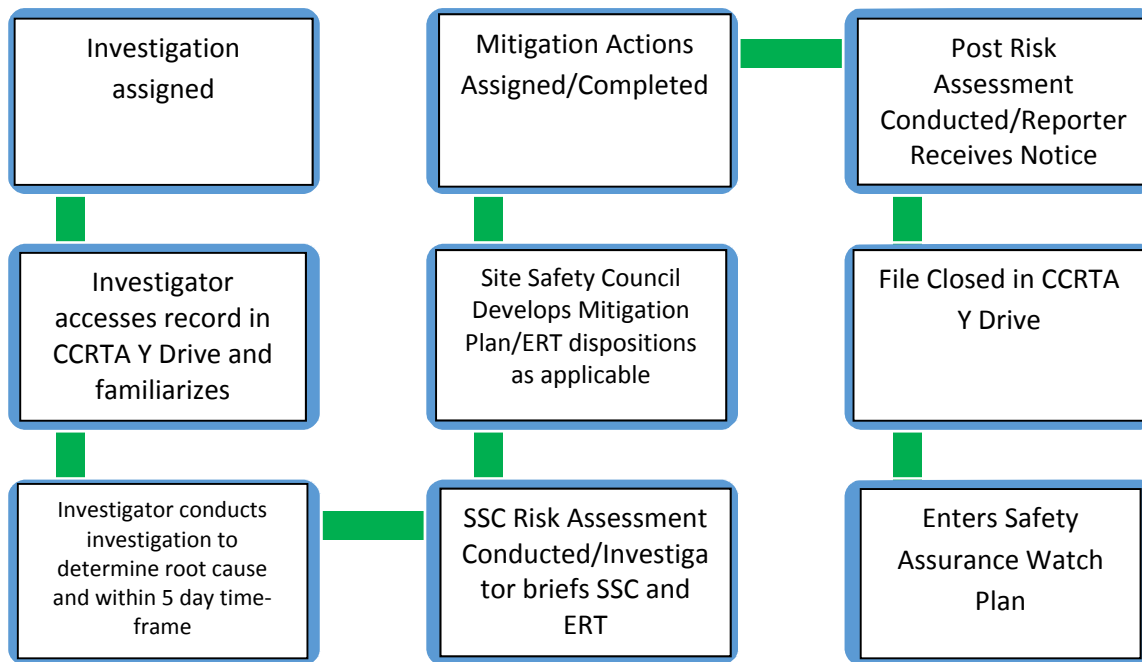 Investigation
assigned
Investigator
accesses record in
CCRTA Y Drive and
familiarizes
Investigator conducts
investigation to
determine root cause
and within 5 day time-
frame
SSC Risk Assessment
Conducted/Investiga
tor briefs SSC and
ERT
Site Safety Council
Develops Mitigation
Plan/ERT dispositions
as applicable
Mitigation Actions
Assigned/Completed
Post Risk
Assessment
Conducted/Reporter
Receives Notice
File Closed in CCRTA
Y Drive
Enters Safety
Assurance Watch
Plan